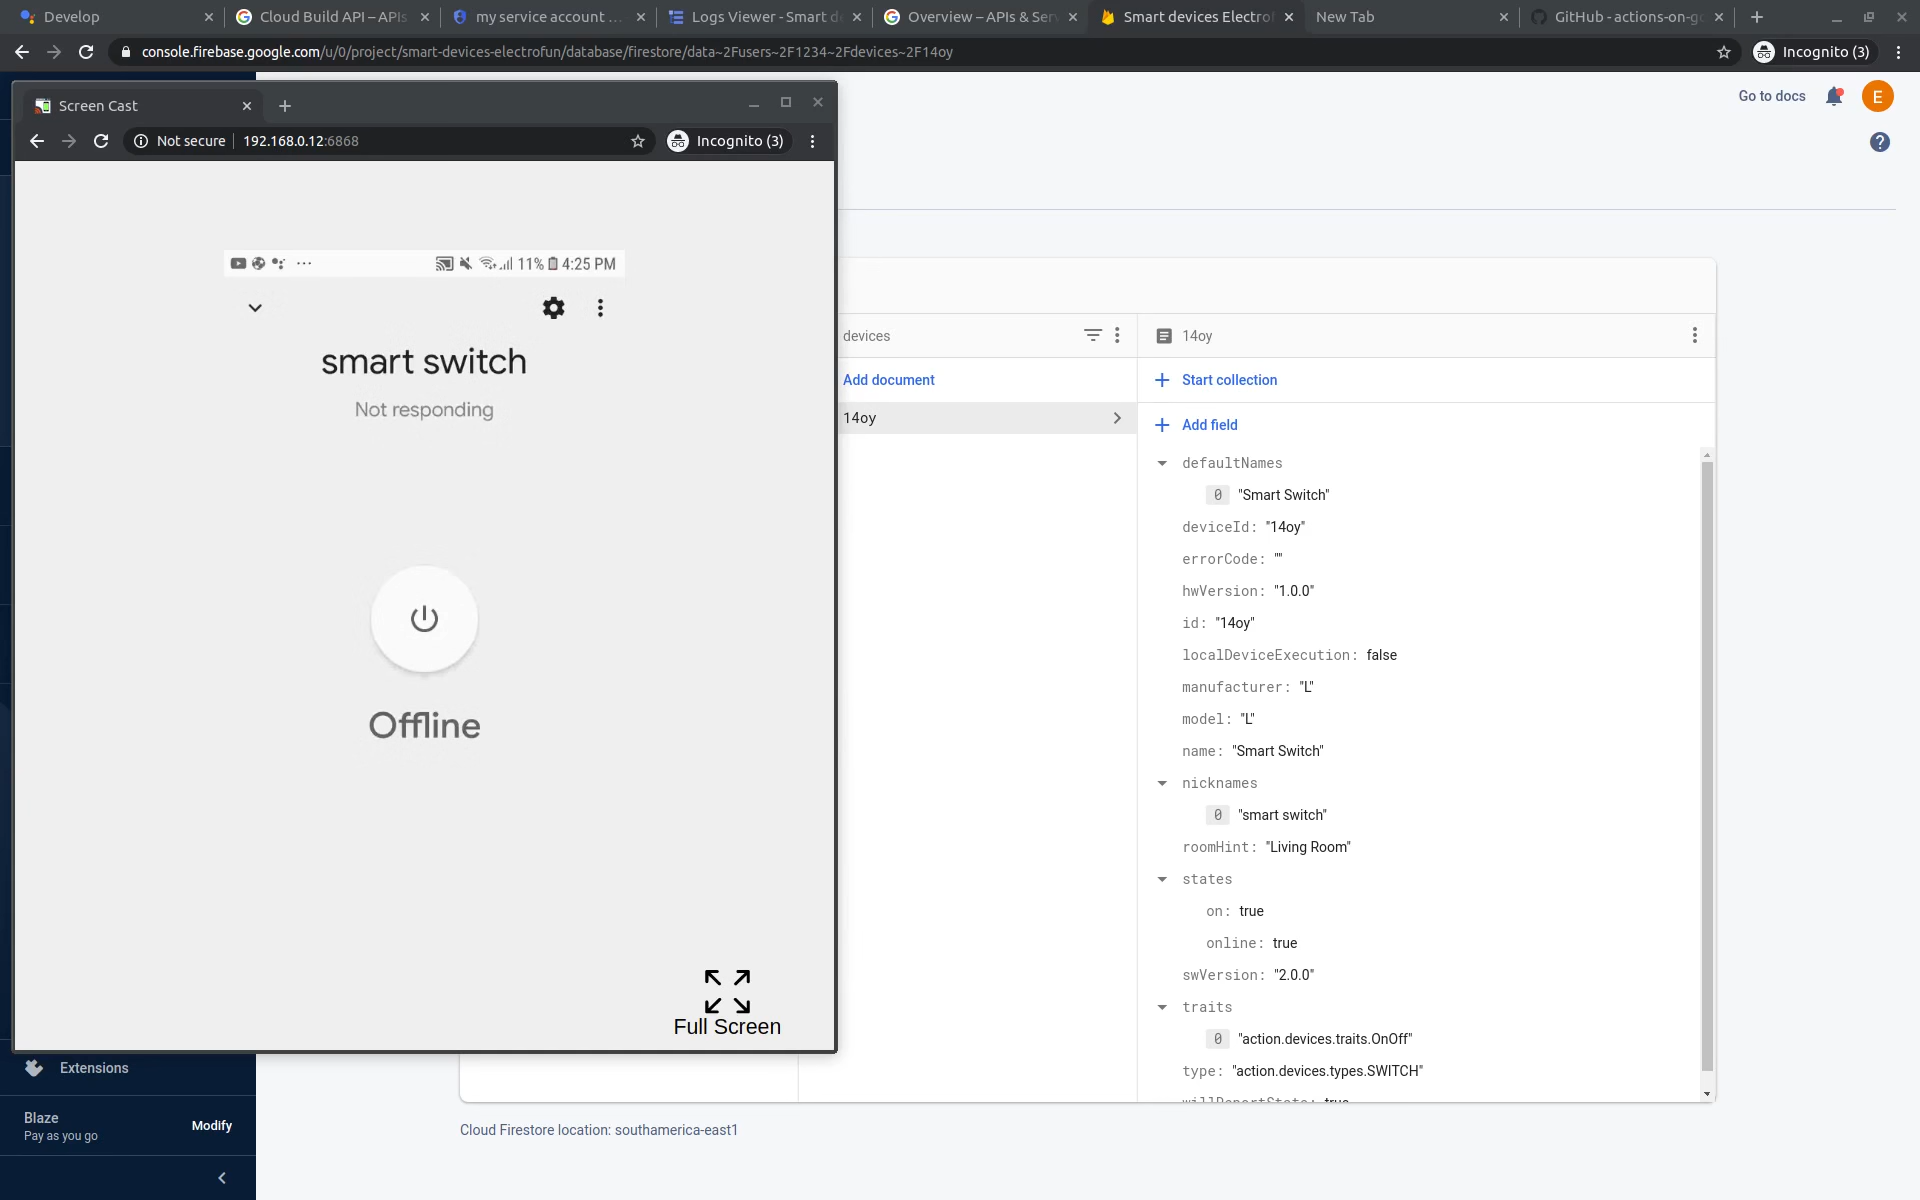 Develop
Cloud Build API – APIs
my service account ...
Logs Viewer - Smart d
Overview – APIs & Ser
Smart devices Electrof
New Tab
GitHub - actions-on-g
console.firebase.google.com/u/0/project/smart-devices-electrofun/database/firestore/data~2Fusers~2F1234~2Fdevices~2F14oy
Incognito (3)
Go to docs
E
Screen Cast
Not secure
192.168.0.12:6868
Incognito (3)
11%
4:25 PM
smart switch
Not responding
Offline
Full Screen
devices
Add document
14oy
14oy
Start collection
Add field
defaultNames
0 "Smart Switch"
deviceId: "14oy"
errorCode: ""
hwVersion: "1.0.0"
id: "14oy"
localDeviceExecution: false
manufacturer: "L"
model: "L"
name: "Smart Switch"
nicknames
0 "smart switch"
roomHint: "Living Room"
states
on: true
online: true
swVersion: "2.0.0"
traits
0 "action.devices.traits.OnOff"
type: "action.devices.types.SWITCH"
Extensions
Blaze
Pay as you go
Modify
Cloud Firestore location: southamerica-east1